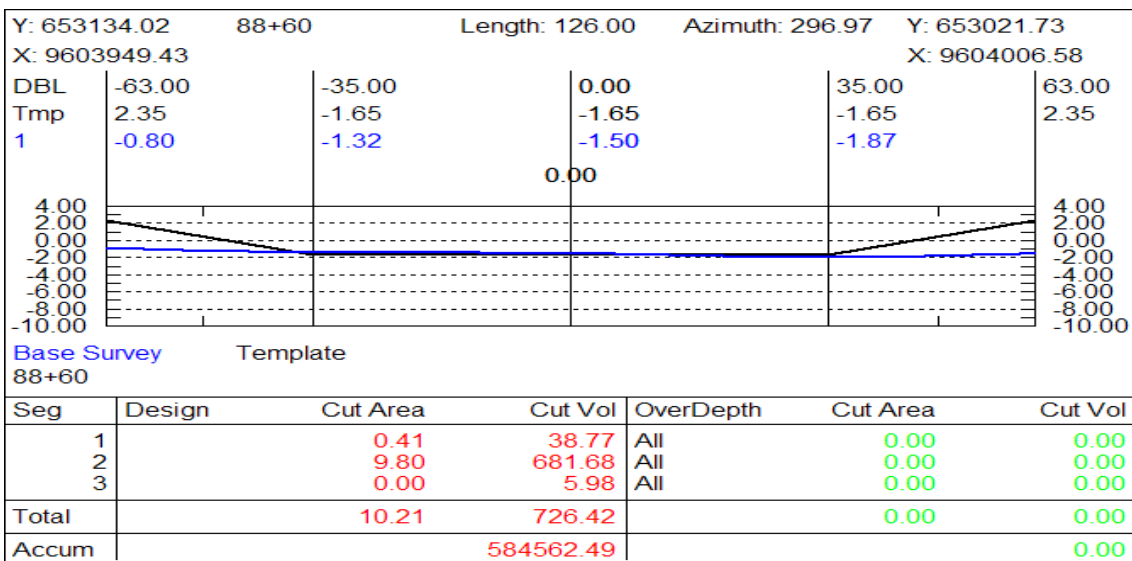 Y: 653134.02 88+60 Length: 126.00 Azimuth: 296.97 Y: 653021.73
X: 9603949.43 X: 9604006.58
DBL -63.00 -35.00 0.00 35.00 63.00
Tmp 2.35 -1.65 -1.65 -1.65 2.35
1 -0.80 -1.32 -1.50 -1.87
0.00
4.00 4.00
2.00 2.00
0.00 0.00
-2.00 -2.00
-4.00 -4.00
-6.00 -6.00
-8.00 -8.00
-10.00 -10.00
Base Survey Template
88+60
Seg Design Cut Area Cut Vol OverDepth Cut Area Cut Vol
1 0.41 38.77 All 0.00 0.00
2 9.80 681.68 All 0.00 0.00
3 0.00 5.98 All 0.00 0.00
Total 10.21 726.42 0.00 0.00
Accum 584562.49 0.00